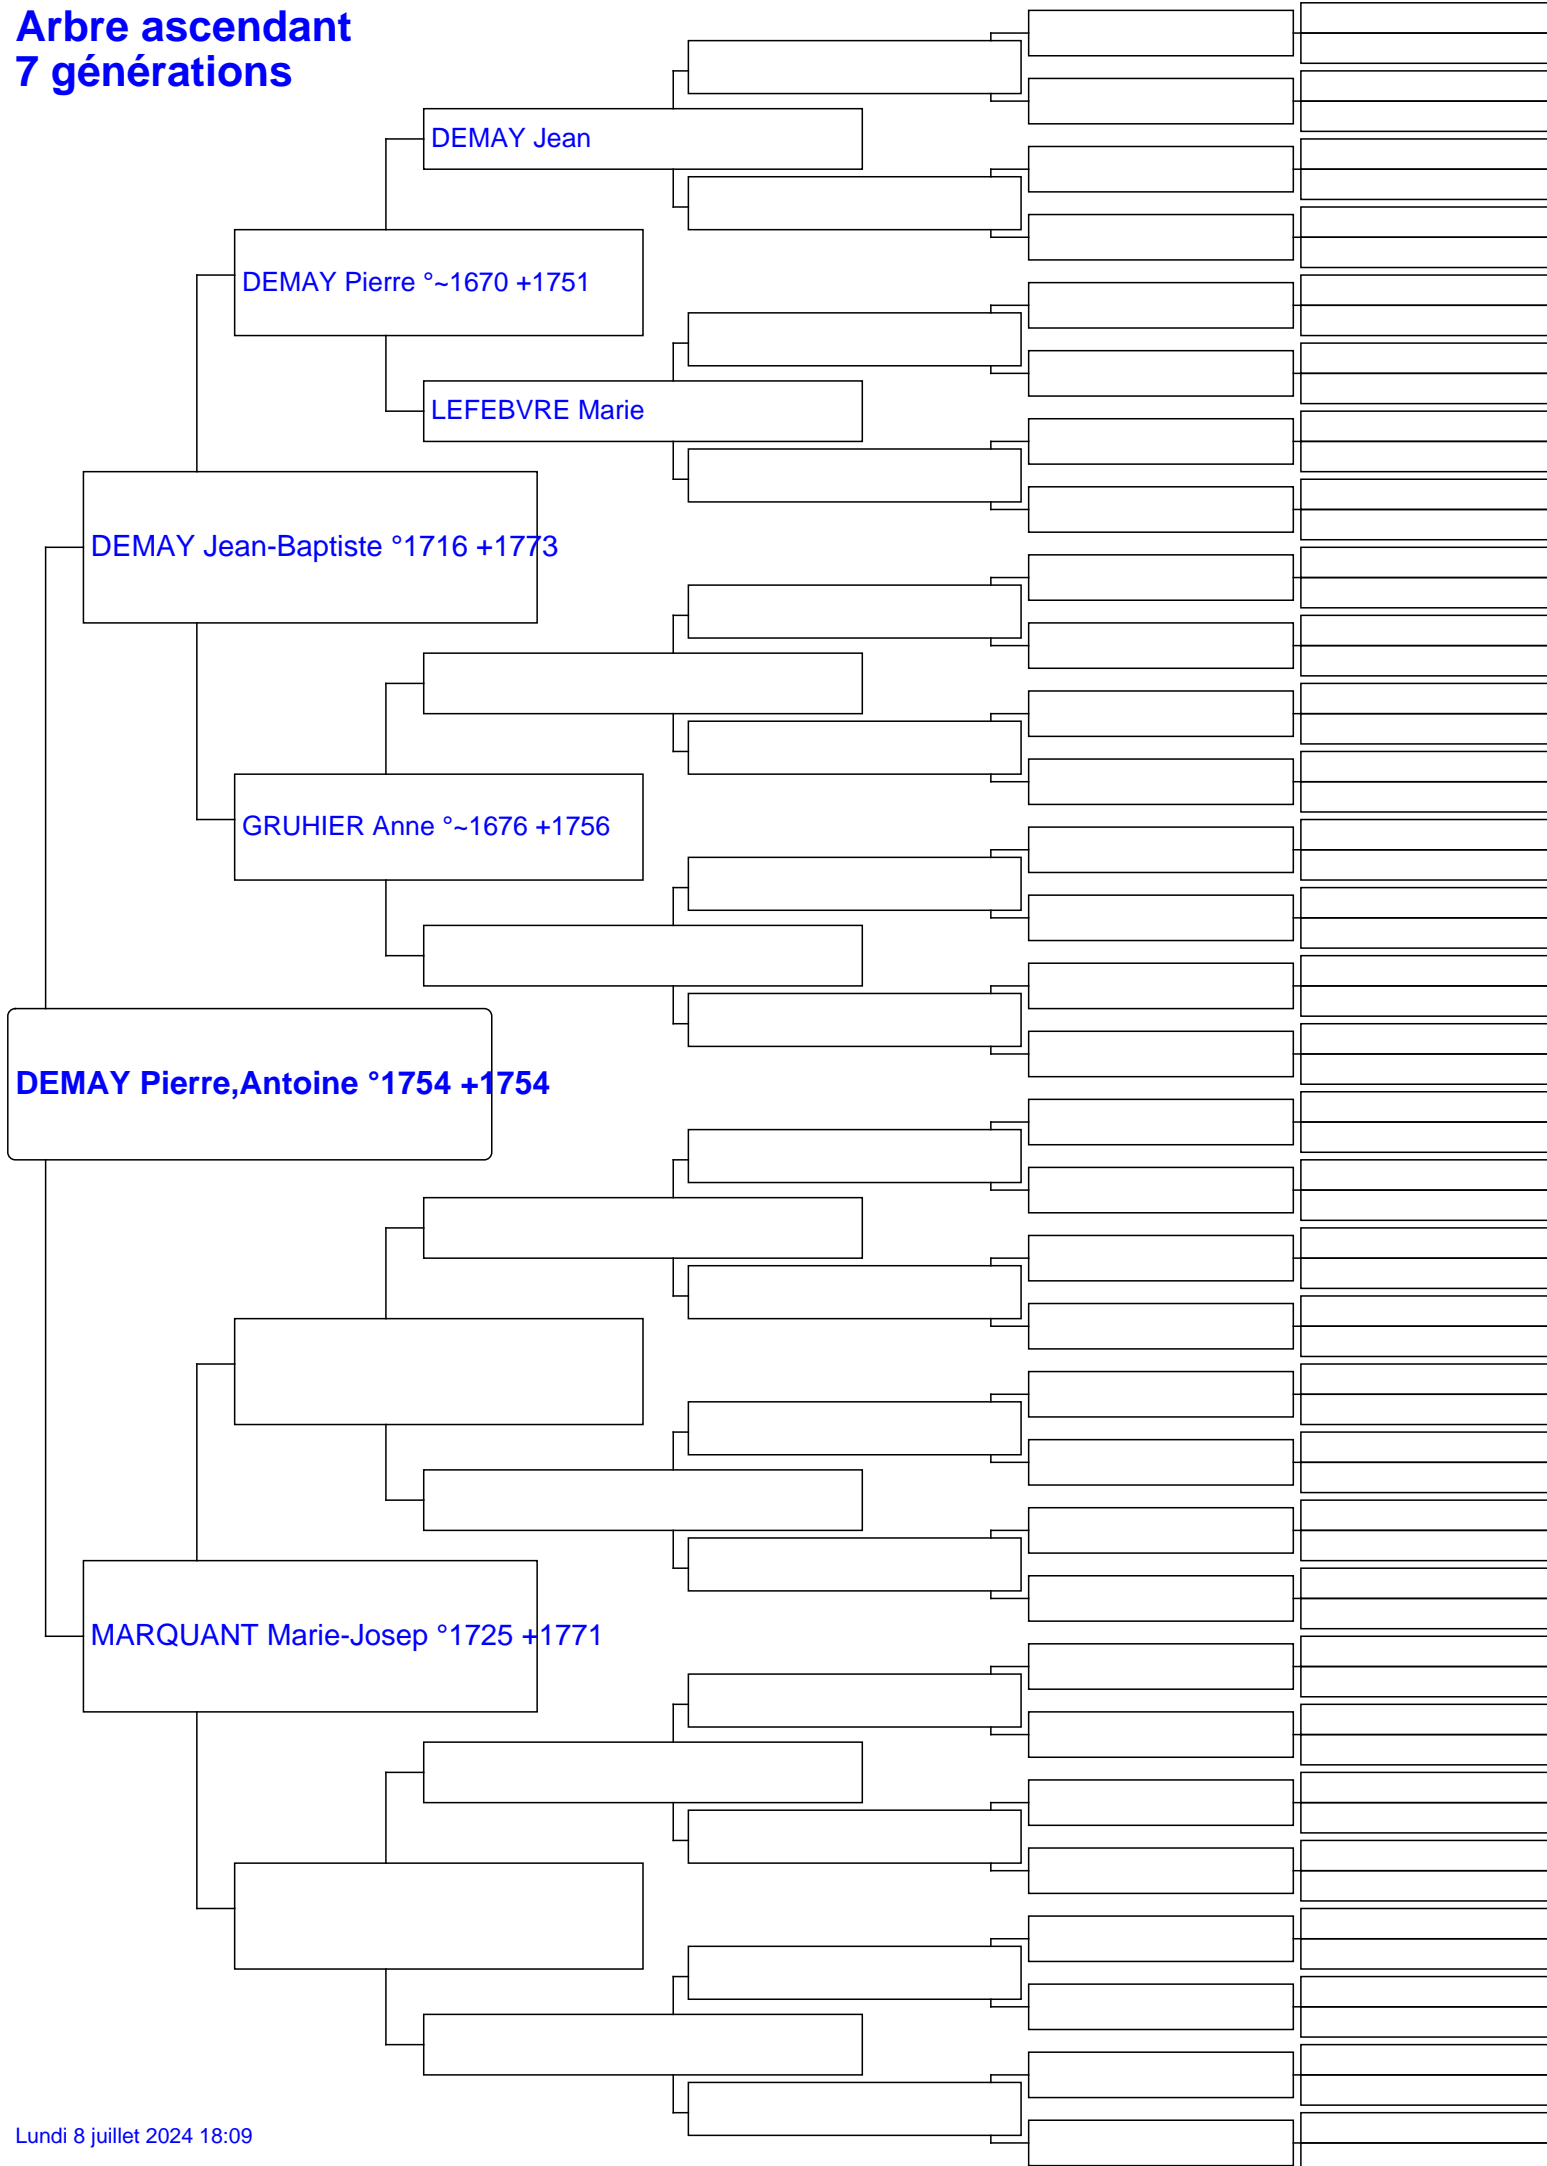 Arbre ascendant
7 générations
DEMAY Jean
DEMAY Pierre °~1670 +1751
LEFEBVRE Marie
DEMAY Jean-Baptiste °1716 +1773
GRUHIER Anne °~1676 +1756
DEMAY Pierre,Antoine °1754 +1754
MARQUANT Marie-Josep °1725 +1771
Lundi 8 juillet 2024 18:09